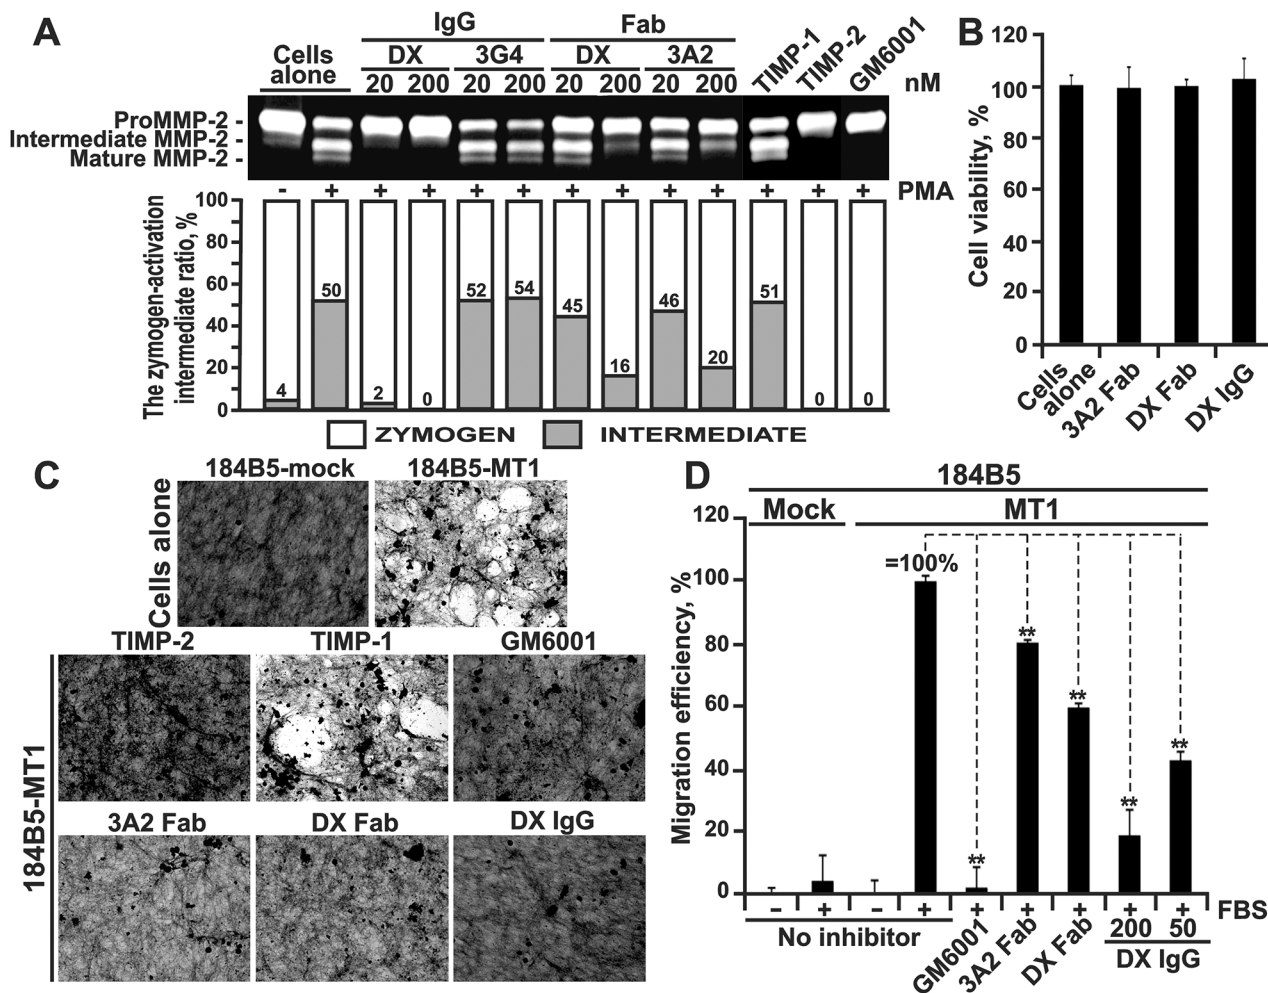 A
IgG
Fab
Cells alone
DX
3G4
DX
3A2
TIMP-1
TIMP-2
GM6001
20 200 20 200 20 200 20 200
nM
ProMMP-2 -
Intermediate MMP-2 -
Mature MMP-2 -
- + + + + + + + + + + + +
PMA
The zymogen-activation
intermediate ratio, %
100
80
60
40
20
0
4 50 2 0 52 54 45 16 46 20 51 0 0
ZYMOGEN
INTERMEDIATE
B
Cell viability, %
120
100
80
60
40
20
0
Cells alone
3A2 Fab
DX Fab
DX IgG
C
184B5-mock
184B5-MT1
Cells alone
TIMP-2
TIMP-1
GM6001
184B5-MT1
3A2 Fab
DX Fab
DX IgG
D
184B5
Mock
MT1
Migration efficiency, %
120
100
80
60
40
20
0
=100%
**
**
**
**
**
- + - + + + + + +
FBS
No inhibitor
GM6001
3A2 Fab
DX Fab
200 50
DX IgG